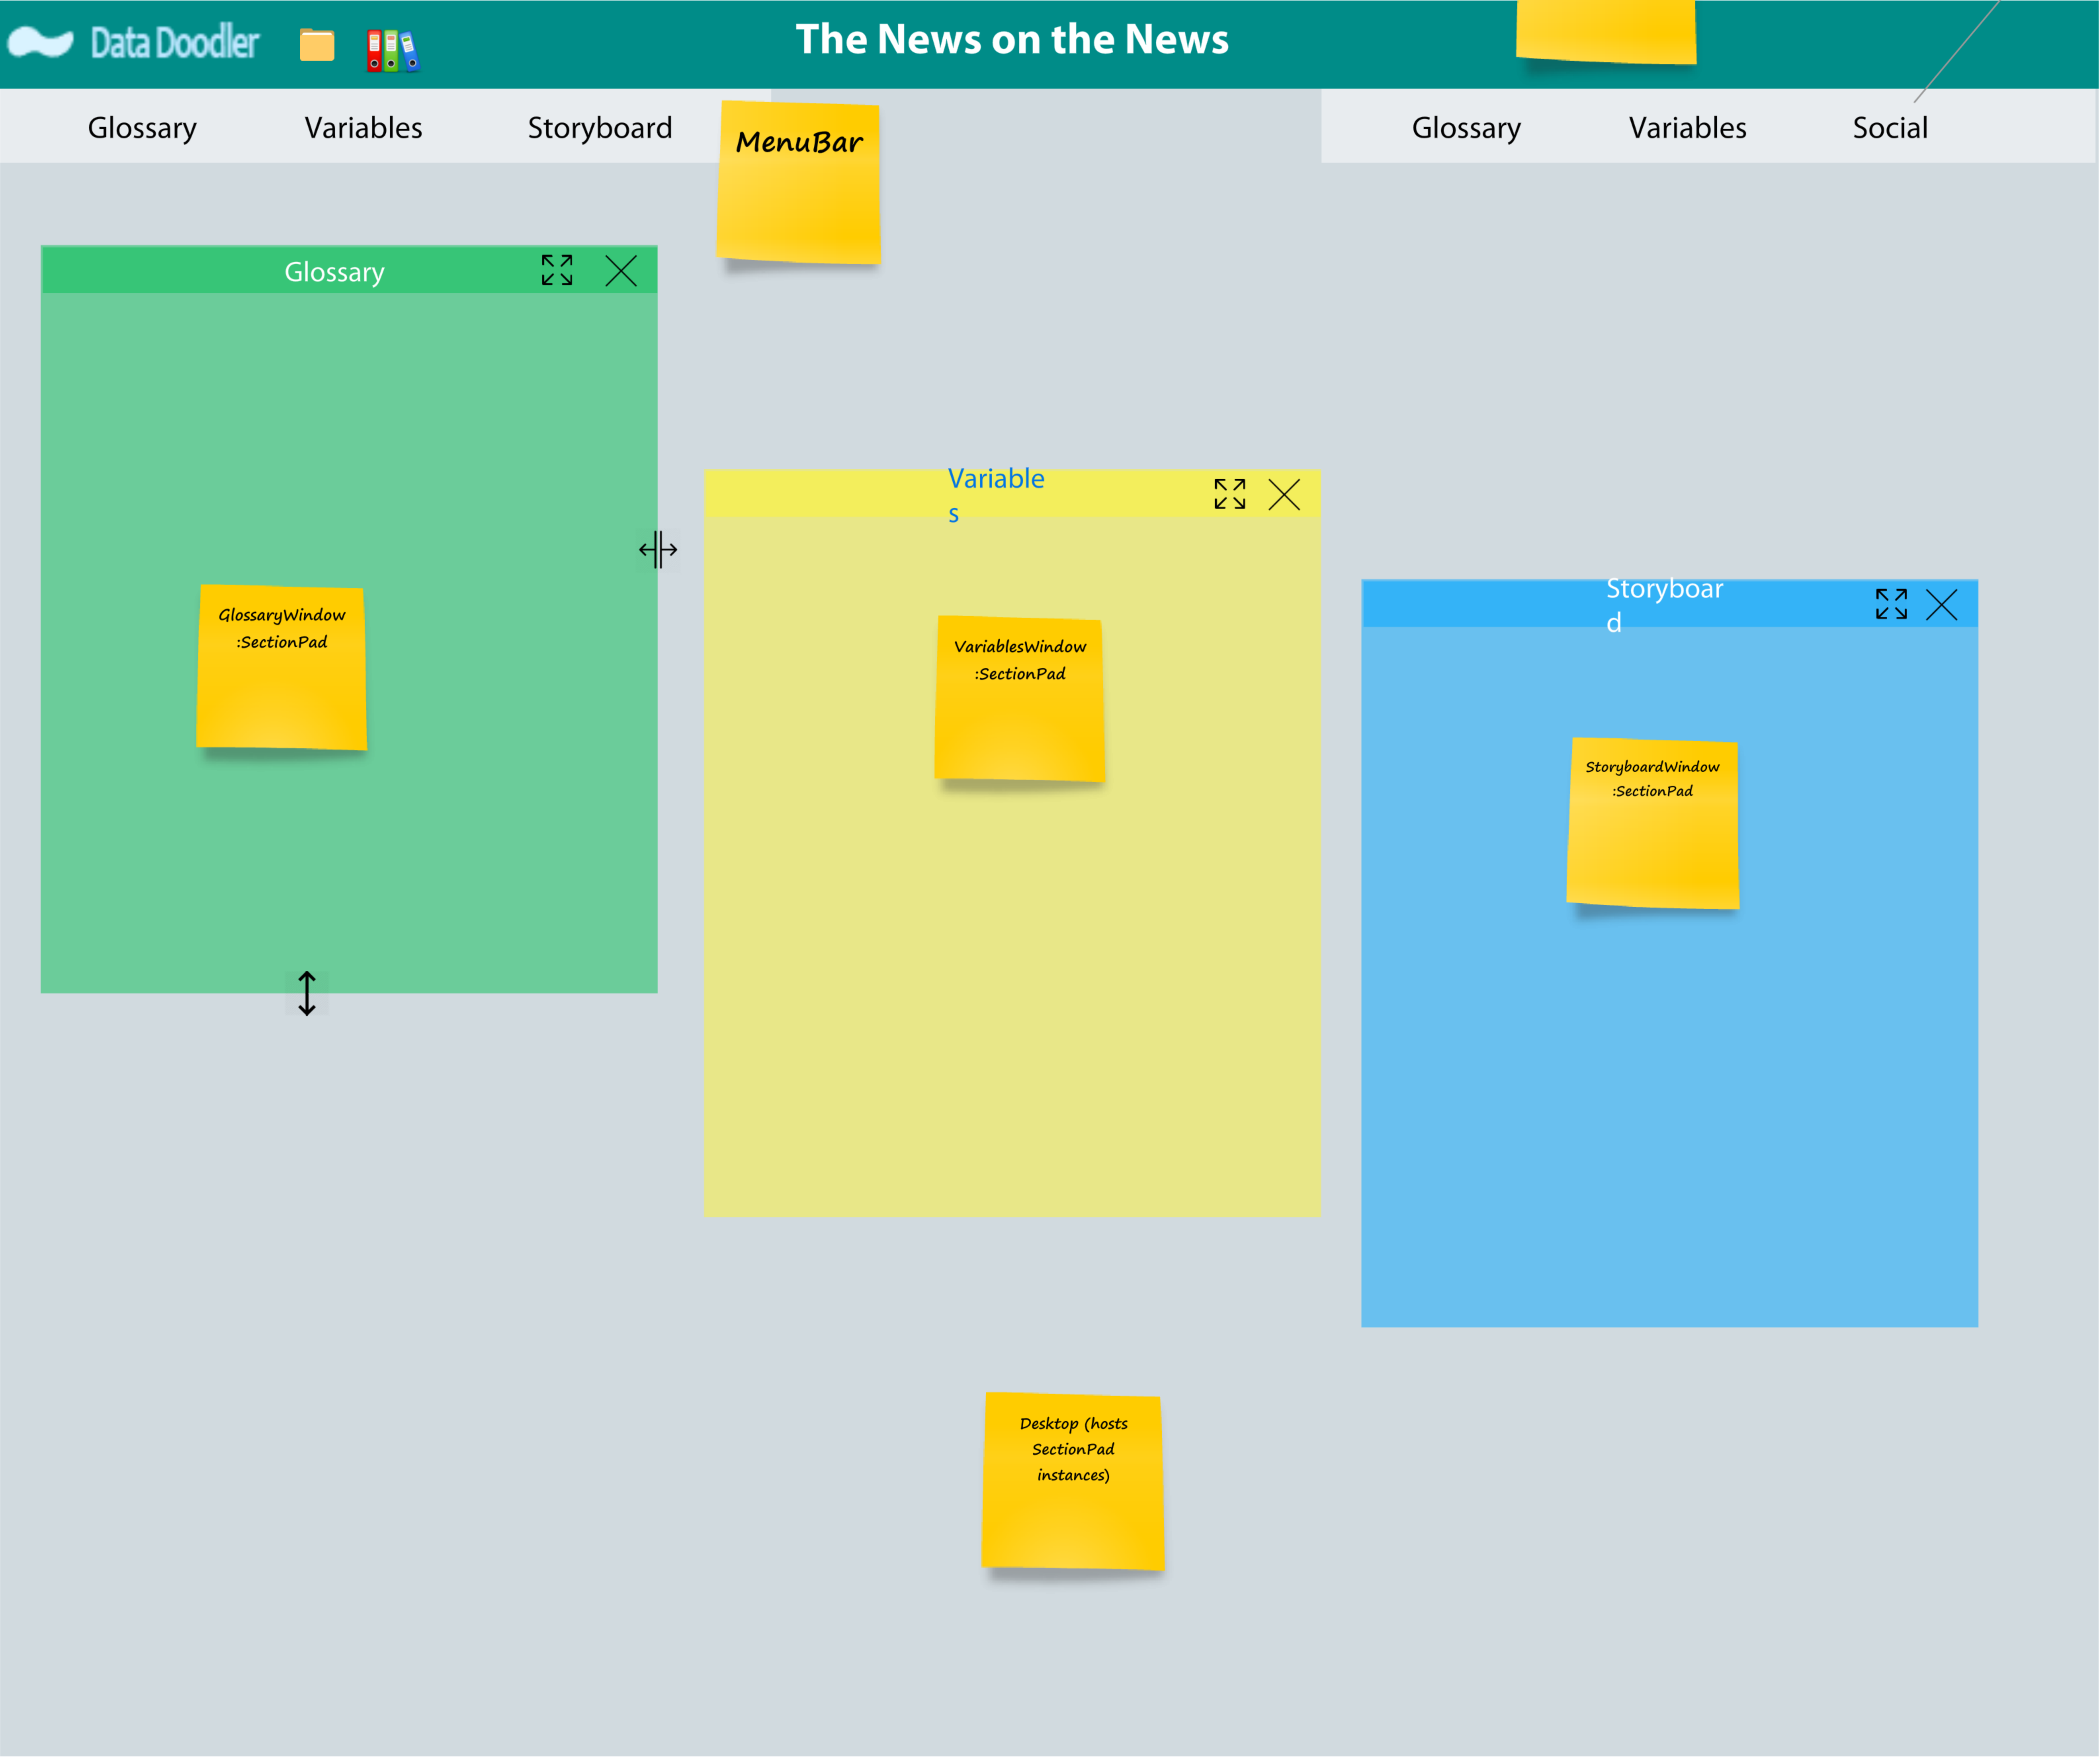 Data Doodler
The News on the News
Glossary Variables Storyboard
MenuBar
Glossary Variables Social
Glossary
Variable
s
Storyboar
d
GlossaryWindow
:SectionPad
VariablesWindow
:SectionPad
StoryboardWindow
:SectionPad
Desktop (hosts
SectionPad
instances)